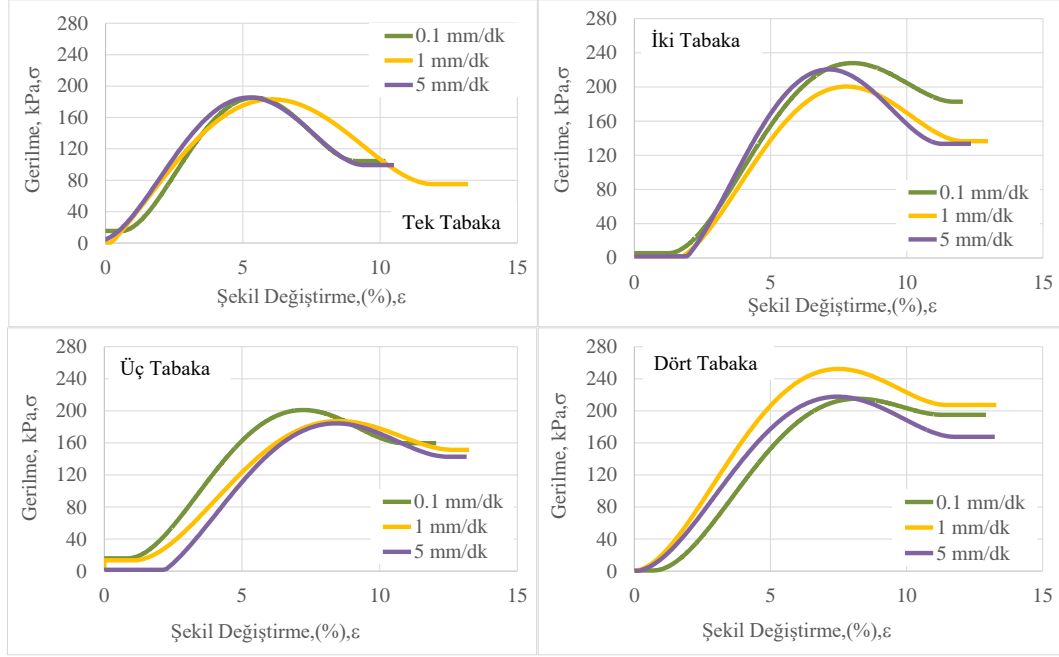 280
240
200
160
120
80
40
0
Gerilme, kPa,σ
0.1 mm/dk
1 mm/dk
5 mm/dk
Tek Tabaka
0
5
10
15
Şekil Değiştirme,(%),ε
280
240
200
160
120
80
40
0
Gerilme, kPa,σ
İki Tabaka
0.1 mm/dk
1 mm/dk
5 mm/dk
0
5
10
15
Şekil Değiştirme,(%),ε
280
240
200
160
120
80
40
0
Gerilme, kPa,σ
Üç Tabaka
0.1 mm/dk
1 mm/dk
5 mm/dk
0
5
10
15
Şekil Değiştirme,(%),ε
280
240
200
160
120
80
40
0
Gerilme, kPa,σ
Dört Tabaka
0.1 mm/dk
1 mm/dk
5 mm/dk
0
5
10
15
Şekil Değiştirme,(%),ε